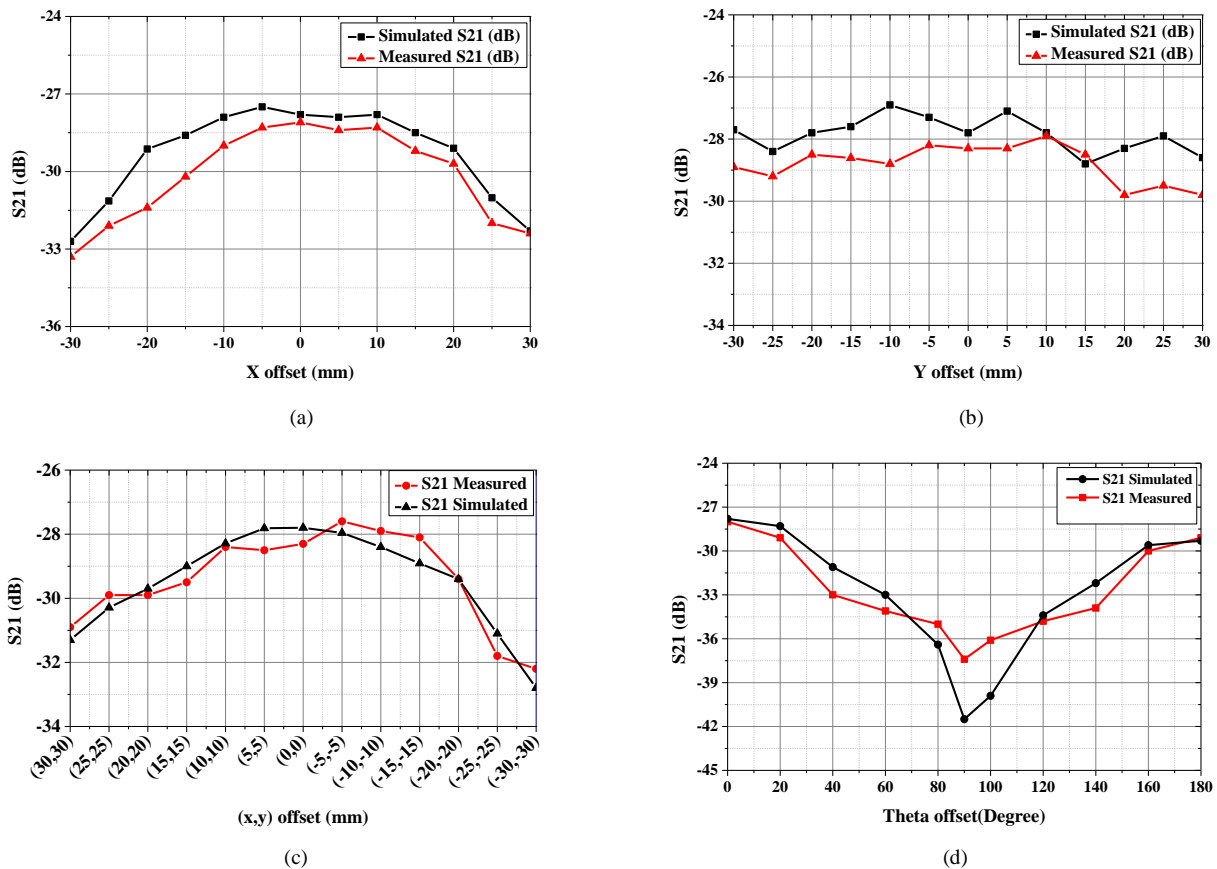 -24
-27
-30
-33
-36
S21 (dB)
Simulated S21 (dB)
Measured S21 (dB)
-30 -20 -10 0 10 20 30
X offset (mm)
(a)
-24
-26
-28
-30
-32
-34
S21 (dB)
Simulated S21 (dB)
Measured S21 (dB)
-30 -25 -20 -15 -10 -5 0 5 10 15 20 25 30
Y offset (mm)
(b)
-26
-28
-30
-32
-34
S21 (dB)
S21 Measured
S21 Simulated
(30,30) (25,25) (20,20) (15,15) (10,10) (5,5) (0,0) (-5,-5) (-10,-10) (-15,-15) (-20,-20) (-25,-25) (-30,-30)
(x,y) offset (mm)
(c)
-24
-27
-30
-33
-36
-39
-42
-45
S21 (dB)
S21 Simulated
S21 Measured
0 20 40 60 80 100 120 140 160 180
Theta offset(Degree)
(d)